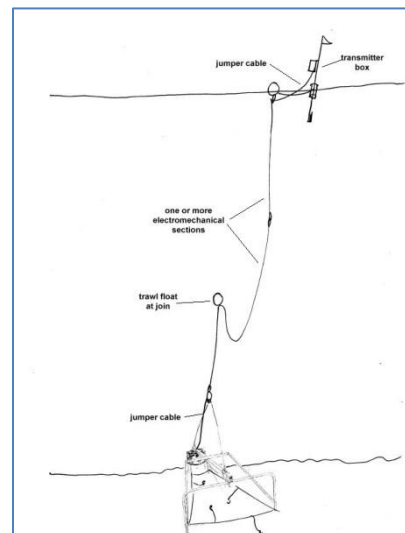 jumper cable
transmitter
box
one or more
electromechanical
sections
trawl float
at join
jumper cable